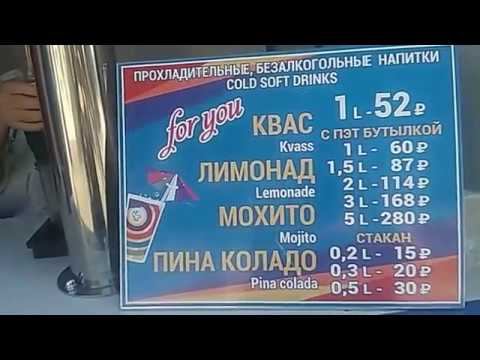 ПРОХЛАДИТЕЛЬНЫЕ, БЕЗАЛКОГОЛЬНЫЕ НАПИТКИ
COLD SOFT DRINKS
for you
КВАС
Kvass
ЛИМОНАД
Lemonade
МОХИТО
Mojito
ПИНА КОЛАДО
Pina colada
1 L - 52 ₽
С ПЭТ БУТЫЛКОЙ
1 L - 60 ₽
1,5 L - 87 ₽
2 L - 114 ₽
3 L - 168 ₽
5 L - 280 ₽
СТАКАН
0,2 L - 15 ₽
0,3 L - 20 ₽
0,5 L - 30 ₽